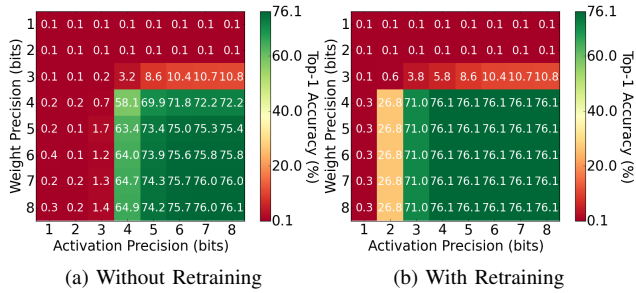 1 0.1 0.1 0.1 0.1 0.1 0.1 0.1 0.1
2 0.1 0.1 0.1 0.1 0.1 0.1 0.1 0.1
3 0.1 0.1 0.2 3.2 8.6 10.4 10.7 10.8
4 0.2 0.2 0.7 58.1 69.9 71.8 72.2 72.2
5 0.2 0.1 1.7 63.4 73.4 75.0 75.3 75.4
6 0.4 0.1 1.2 64.0 73.9 75.6 75.8 75.8
7 0.2 0.2 1.3 64.7 74.3 75.7 76.0 76.0
8 0.3 0.2 1.4 64.9 74.2 75.7 76.0 76.1
1 2 3 4 5 6 7 8
Weight Precision (bits)
Activation Precision (bits)
76.1
60.0
40.0
20.0
0.1
Top-1 Accuracy (%)
(a) Without Retraining
1 0.1 0.1 0.1 0.1 0.1 0.1 0.1 0.1
2 0.1 0.1 0.1 0.1 0.1 0.1 0.1 0.1
3 0.1 0.6 3.8 5.8 8.6 10.4 10.7 10.8
4 0.3 26.8 71.0 76.1 76.1 76.1 76.1 76.1
5 0.3 26.8 71.0 76.1 76.1 76.1 76.1 76.1
6 0.3 26.8 71.0 76.1 76.1 76.1 76.1 76.1
7 0.3 26.8 71.0 76.1 76.1 76.1 76.1 76.1
8 0.3 26.8 71.0 76.1 76.1 76.1 76.1 76.1
1 2 3 4 5 6 7 8
Weight Precision (bits)
Activation Precision (bits)
76.1
60.0
40.0
20.0
0.1
Top-1 Accuracy (%)
(b) With Retraining